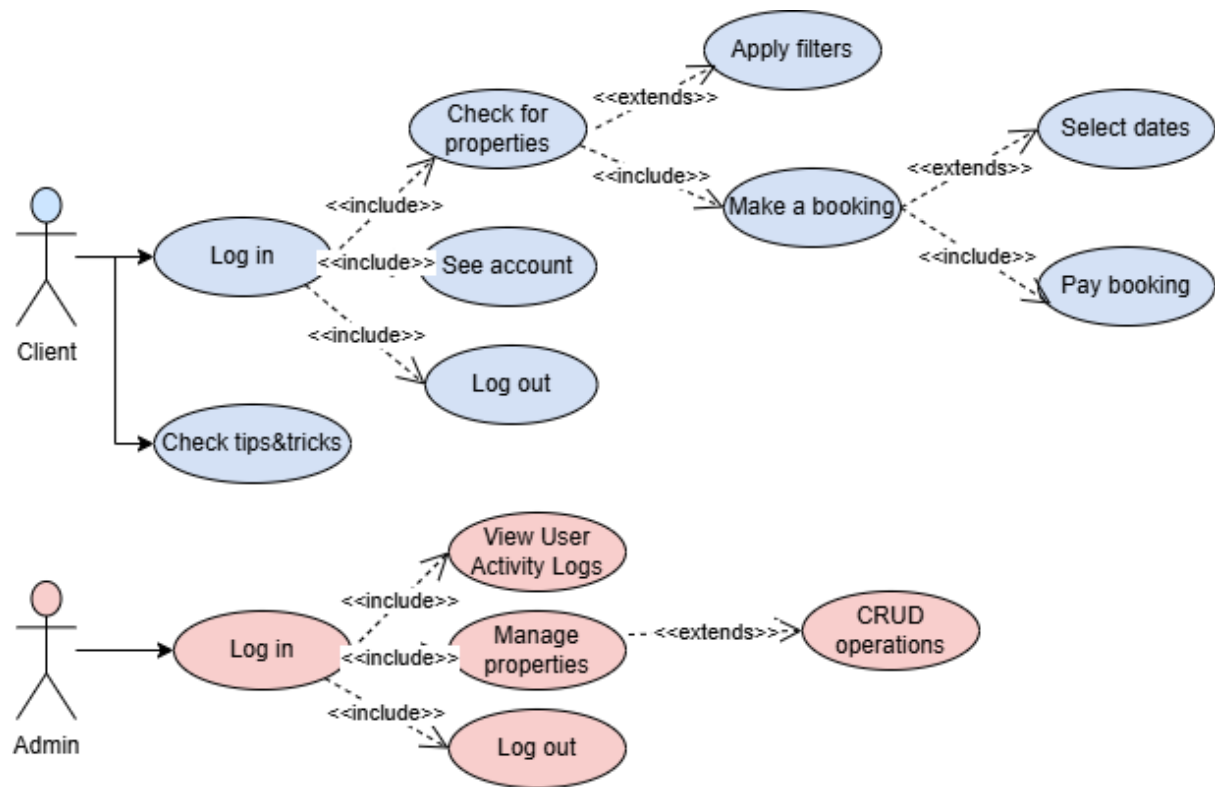 Apply filters
<<extends>>
Check for
properties
Select dates
<<extends>>
<<include>>
Make a booking
<<include>>
Log in
<<include>>
See account
<<include>>
Pay booking
<<include>>
Client
Log out
Check tips&tricks
View User
Activity Logs
<<include>>
CRUD
operations
Log in
<<include>>
Manage
properties
<<extends>>
<<include>>
Admin
Log out